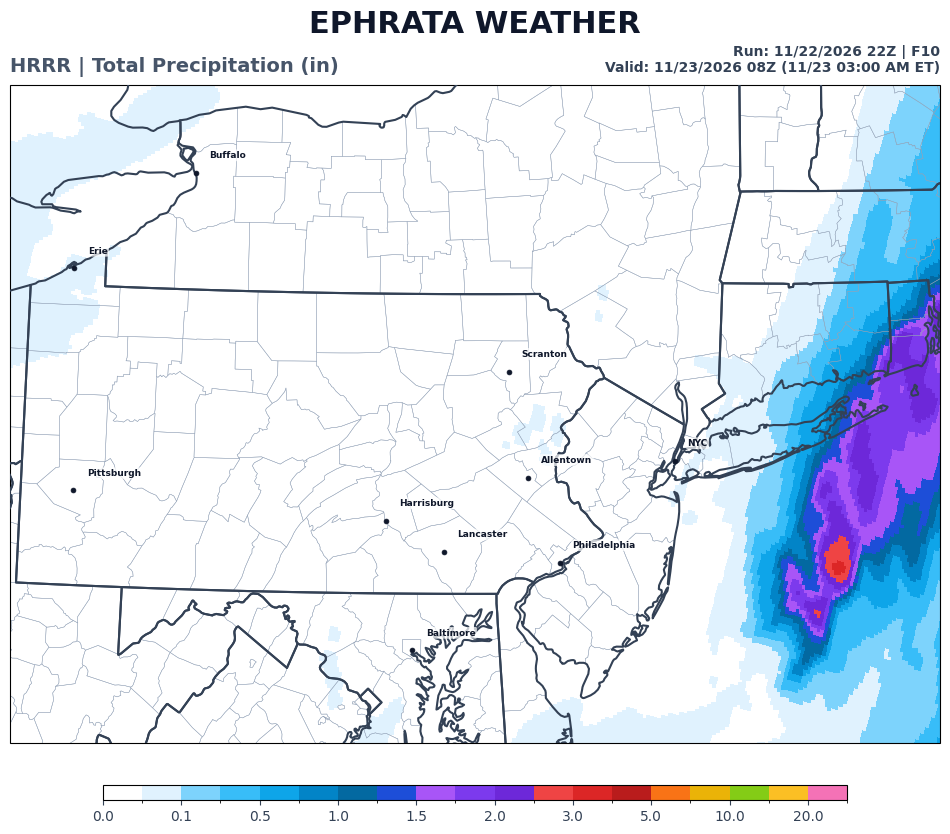 EPHRATA WEATHER
HRRR | Total Precipitation (in)
Run: 11/22/2026 22Z | F10
Valid: 11/23/2026 08Z (11/23 03:00 AM ET)
Buffalo
Erie
Scranton
NYC
Allentown
Pittsburgh
Harrisburg
Lancaster
Philadelphia
Baltimore
0.0 0.1 0.5 1.0 1.5 2.0 3.0 5.0 10.0 20.0